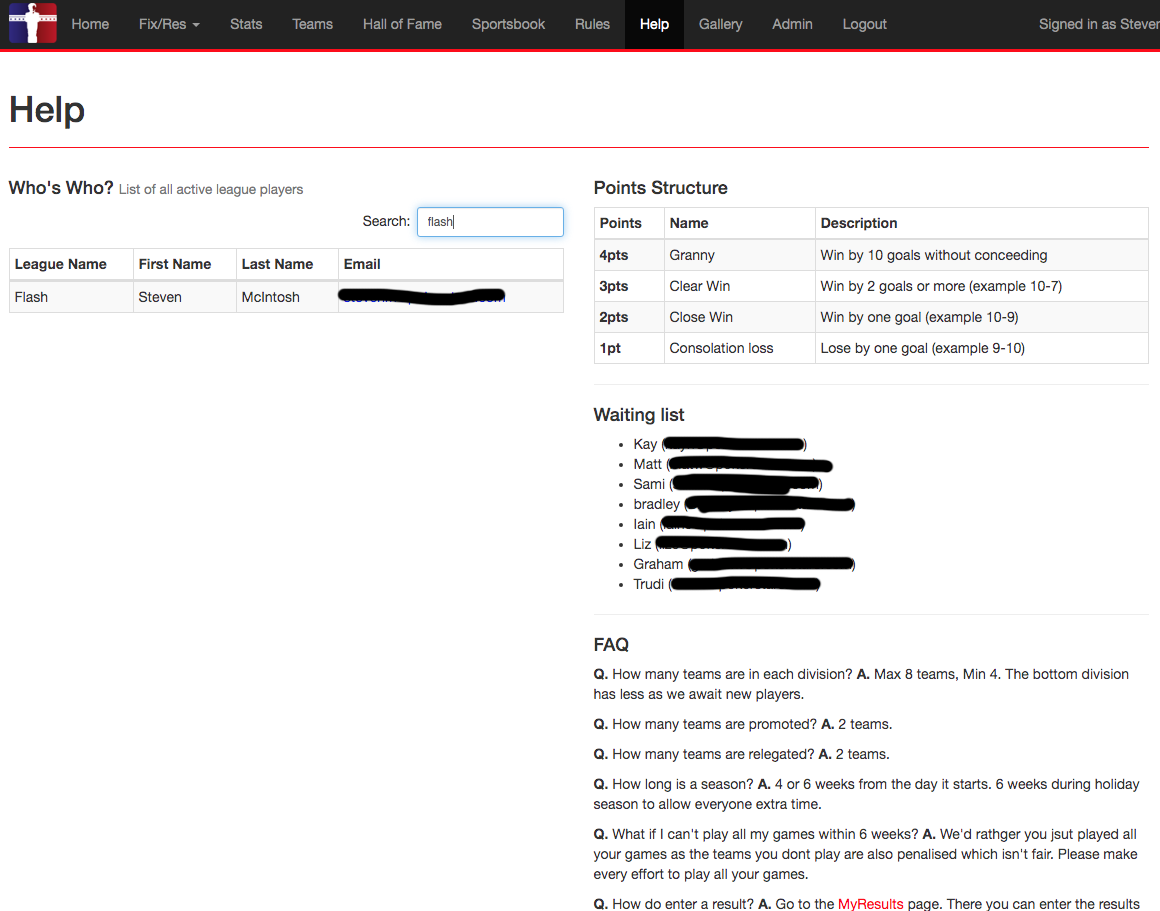 Home Fix/Res Stats Teams Hall of Fame Sportsbook Rules Help Gallery Admin Logout Signed in as Steven
Help
Who's Who? List of all active league players
Search: flash
League Name First Name Last Name Email
Flash Steven McIntosh
Points Structure
Points Name Description
4pts Granny Win by 10 goals without conceeding
3pts Clear Win Win by 2 goals or more (example 10-7)
2pts Close Win Win by one goal (example 10-9)
1pt Consolation loss Lose by one goal (example 9-10)
Waiting list
Kay ( )
Matt (
Sami ( )
bradley ( )
Iain (
Liz ( )
Graham ( )
Trudi ( )
FAQ
Q. How many teams are in each division? A. Max 8 teams, Min 4. The bottom division
has less as we await new players.
Q. How many teams are promoted? A. 2 teams.
Q. How many teams are relegated? A. 2 teams.
Q. How long is a season? A. 4 or 6 weeks from the day it starts. 6 weeks during holiday
season to allow everyone extra time.
Q. What if I can't play all my games within 6 weeks? A. We'd rathger you jsut played all
your games as the teams you dont play are also penalised which isn't fair. Please make
every effort to play all your games.
Q. How do enter a result? A. Go to the MyResults page. There you can enter the results